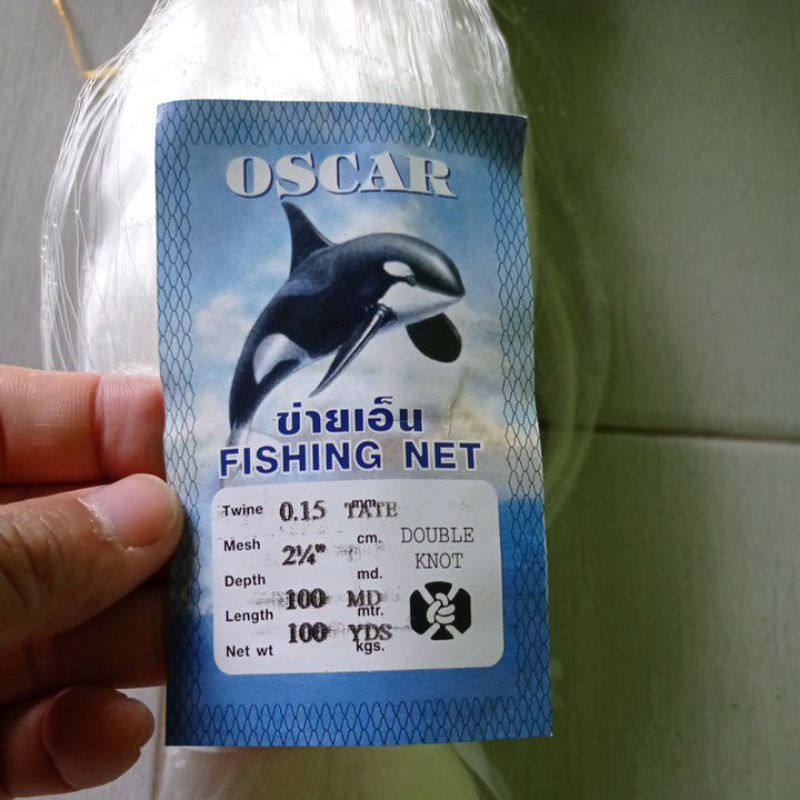 OSCAR
ข่ายเอ็น
FISHING NET
Twine 0.15 mm TATE
Mesh 2¼" cm.
DOUBLE
KNOT
Depth 100 MD md.
Length 100 YDS mtr.
Net wt kgs.